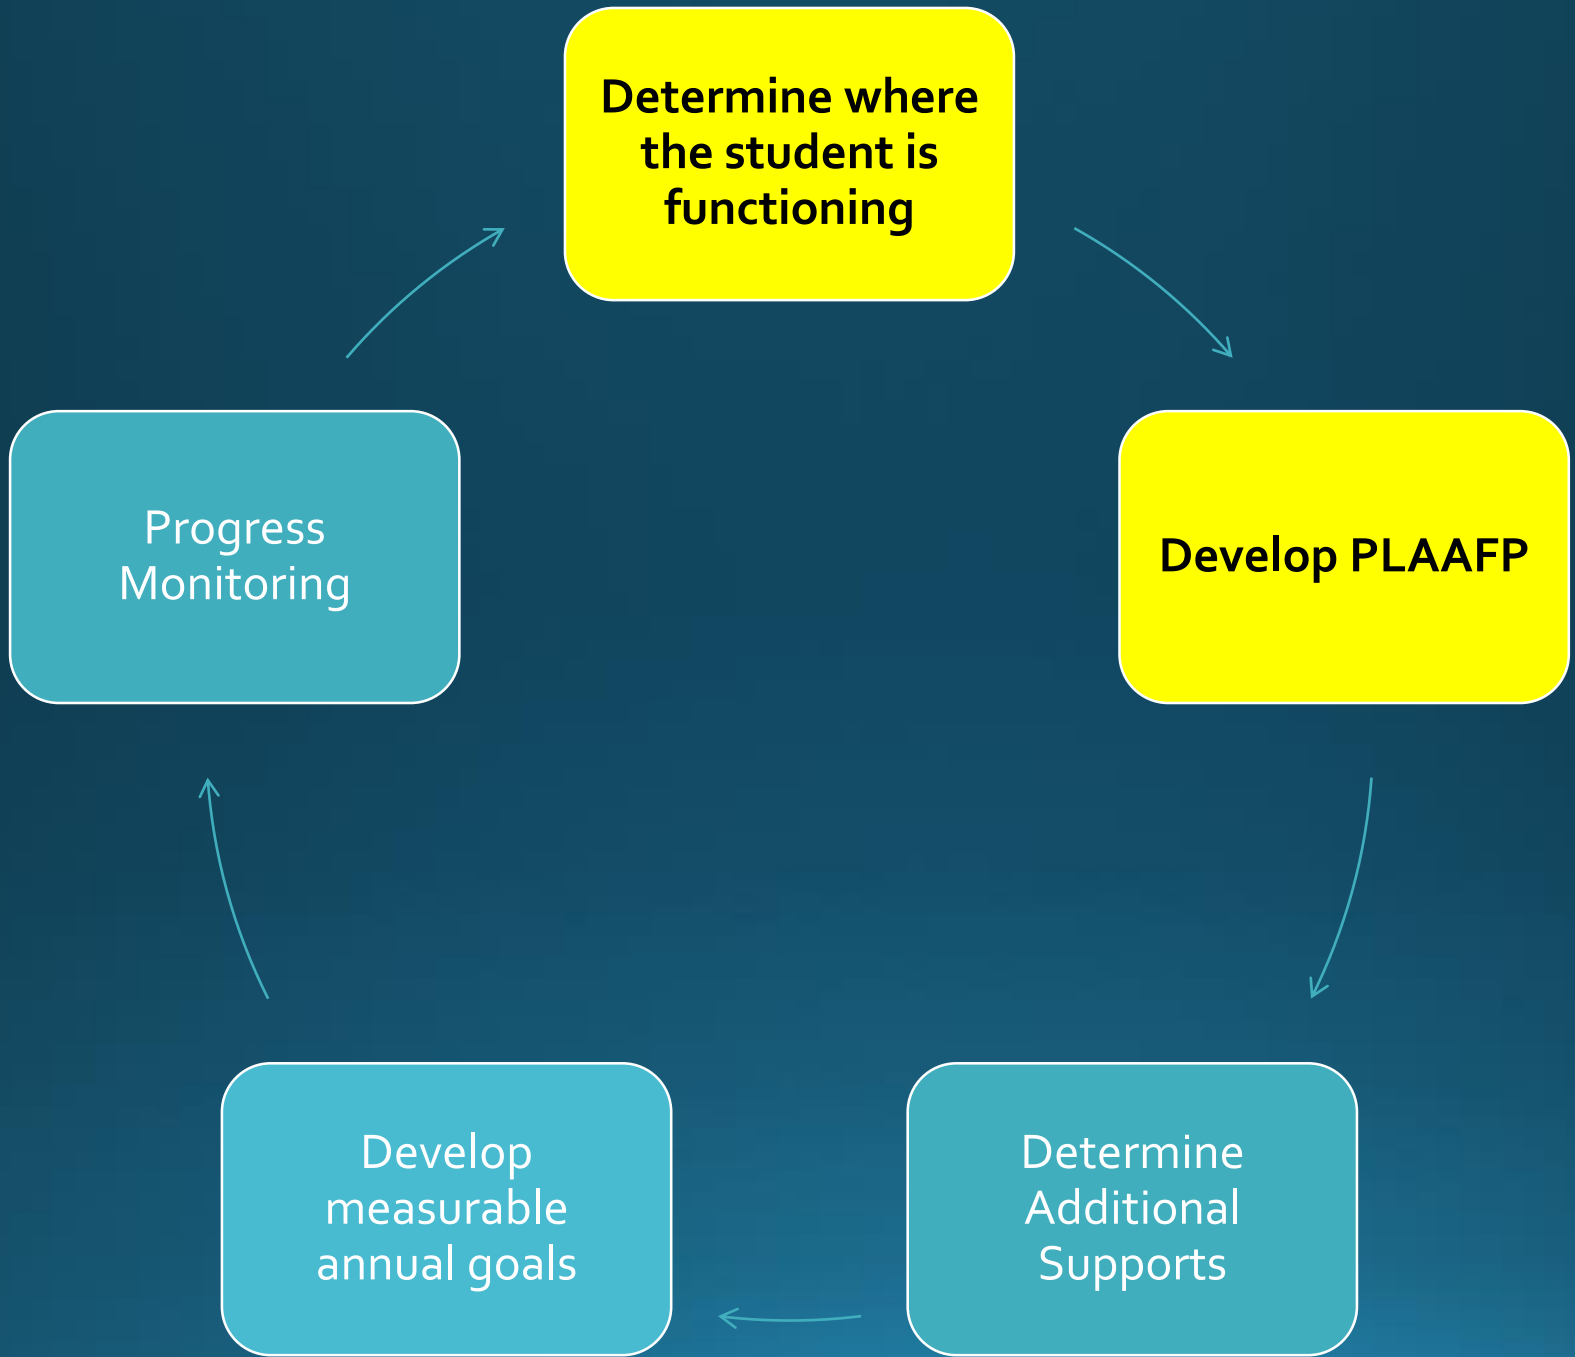 Determine where
the student is
functioning
Develop PLAAFP
Determine
Additional
Supports
Develop
measurable
annual goals
Progress
Monitoring